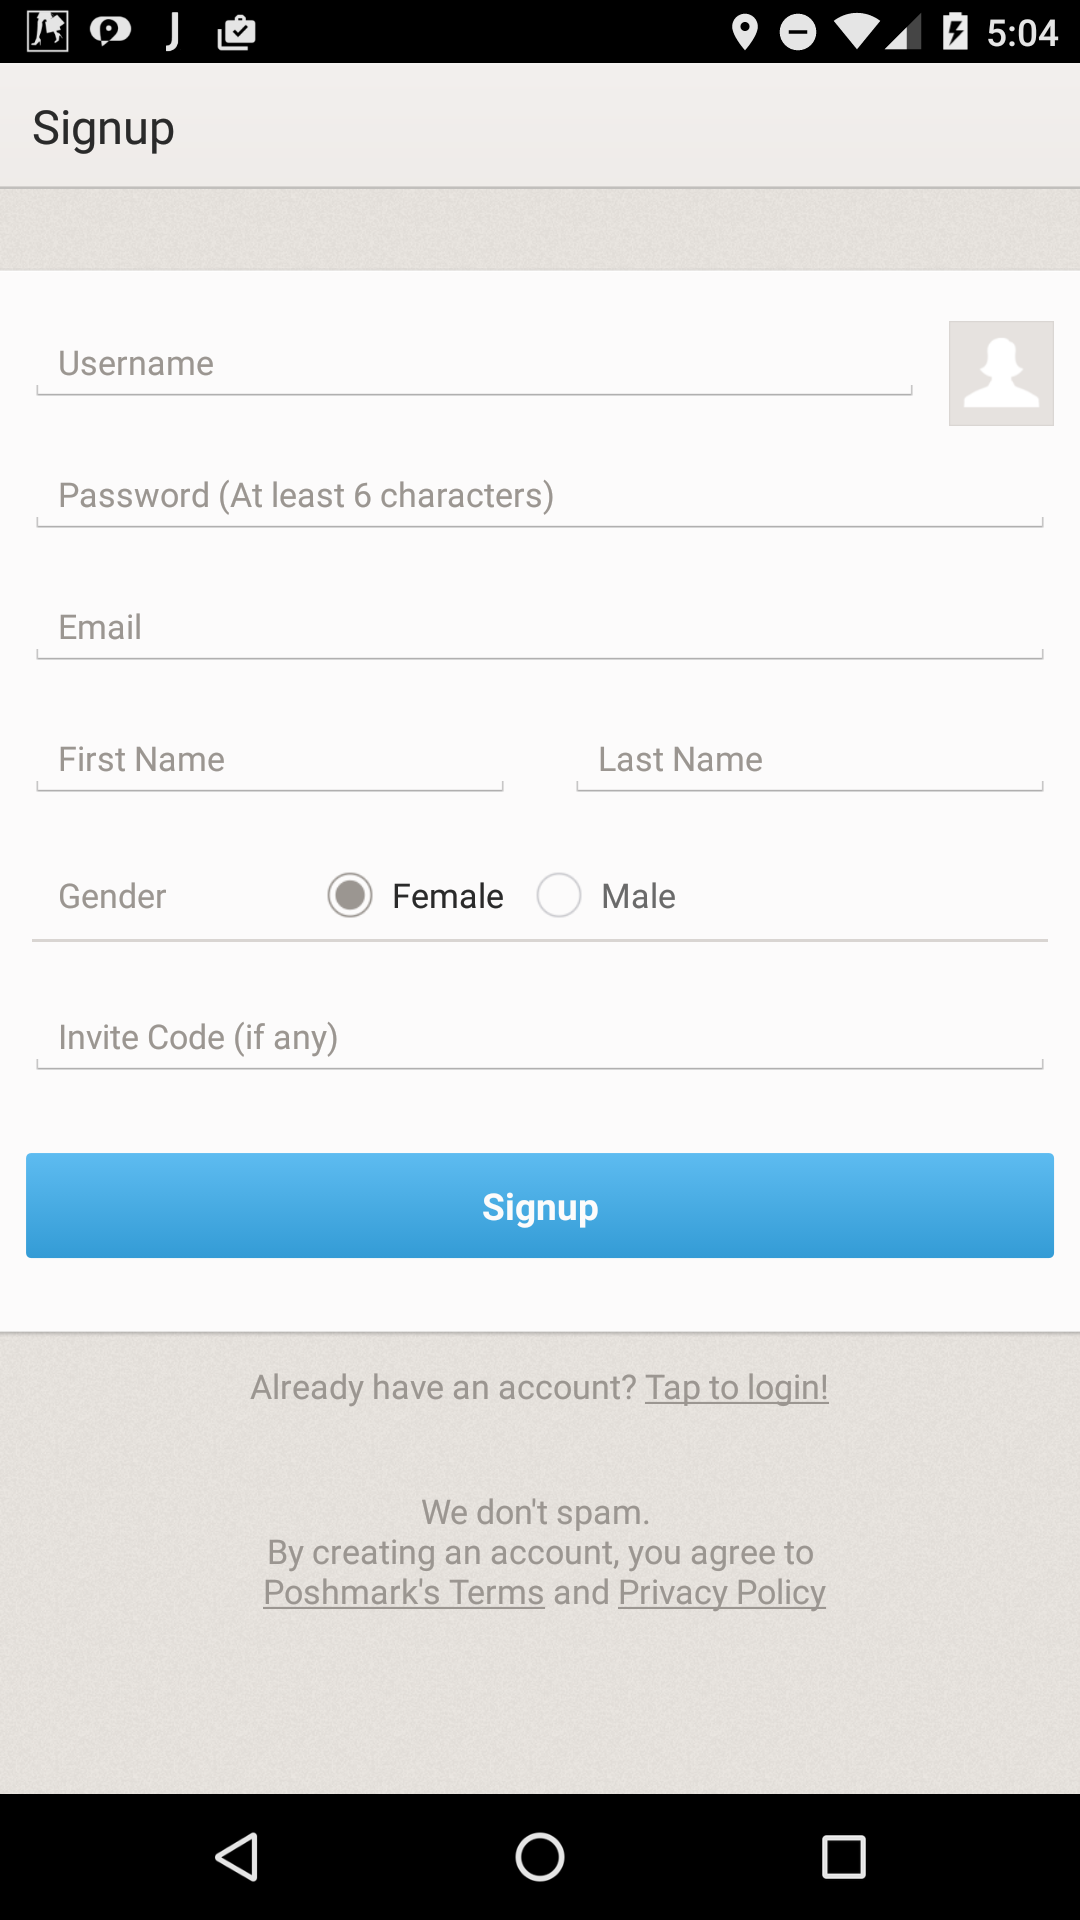 5:04
Signup
Username
Password (At least 6 characters)
Email
First Name Last Name
Gender Female Male
Invite Code (if any)
Signup
Already have an account? Tap to login!
We don't spam.
By creating an account, you agree to
Poshmark's Terms and Privacy Policy